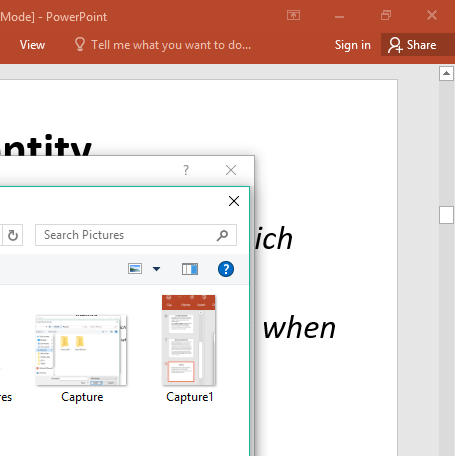 Mode] - PowerPoint
View Tell me what you want to do... Sign in Share
ntity
?
ich
Search Pictures
?
when
res Capture Capture1